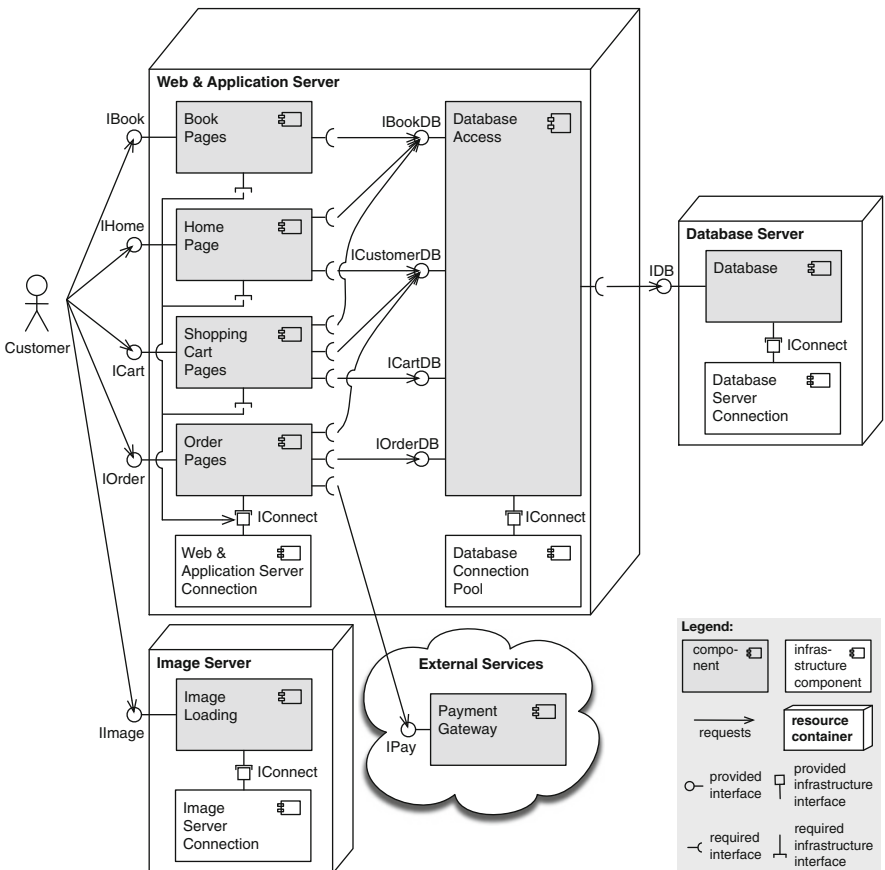 Web & Application Server
IBook
Book
Pages
IBookDB
Database
Access
IHome
Home
Page
ICustomerDB
Database Server
IDB
Database
Customer
Shopping
Cart
Pages
ICart
ICartDB
IConnect
Database
Server
Connection
Order
Pages
IOrder
IOrderDB
IConnect
IConnect
Web &
Application Server
Connection
Database
Connection
Pool
Image Server
Image
Loading
IImage
IConnect
Image
Server
Connection
External Services
Payment
Gateway
IPay
Legend:
compo-
nent
infras-
structure
component
requests
resource
container
provided
interface
provided
infrastructure
interface
required
interface
required
infrastructure
interface